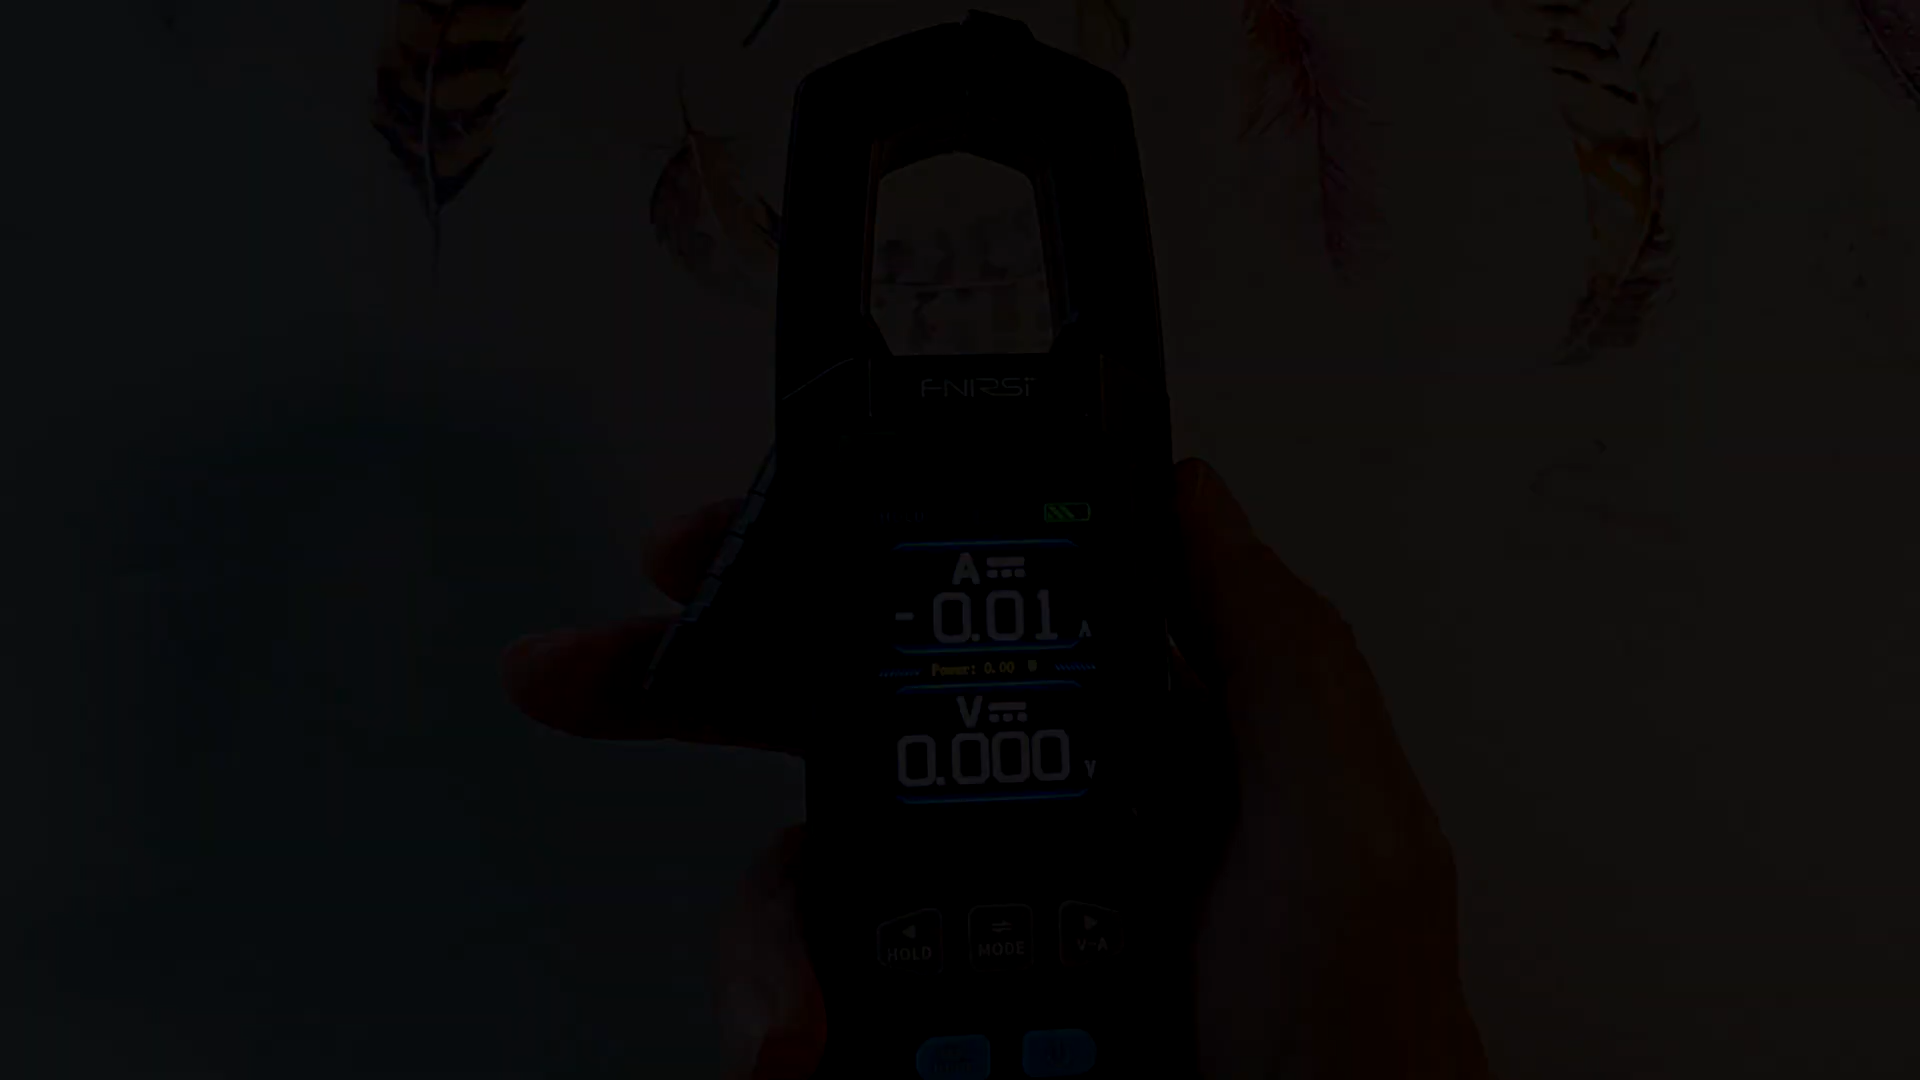 FNIRSI
A
-0.01 A
Power: 0.00 W
V
0.000 V
HOLD
MODE
V-A